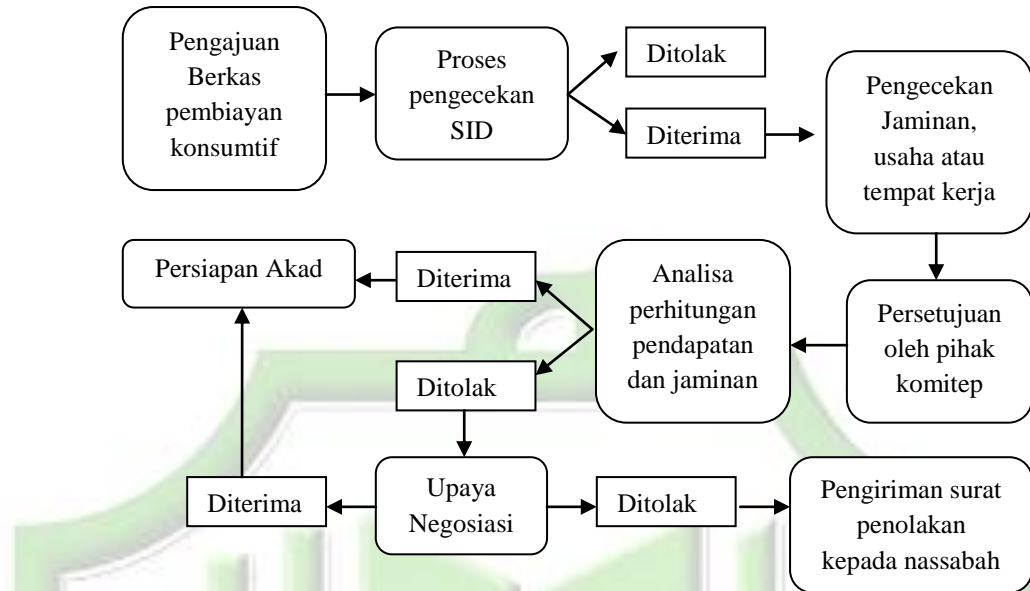 Pengajuan
Berkas
pembiayan
konsumtif
Proses
pengecekan
SID
Ditolak
Diterima
Pengecekan
Jaminan,
usaha atau
tempat kerja
Persiapan Akad
Diterima
Ditolak
Analisa
perhitungan
pendapatan
dan jaminan
Persetujuan
oleh pihak
komitep
Diterima
Upaya
Negosiasi
Ditolak
Pengiriman surat
penolakan
kepada nassabah